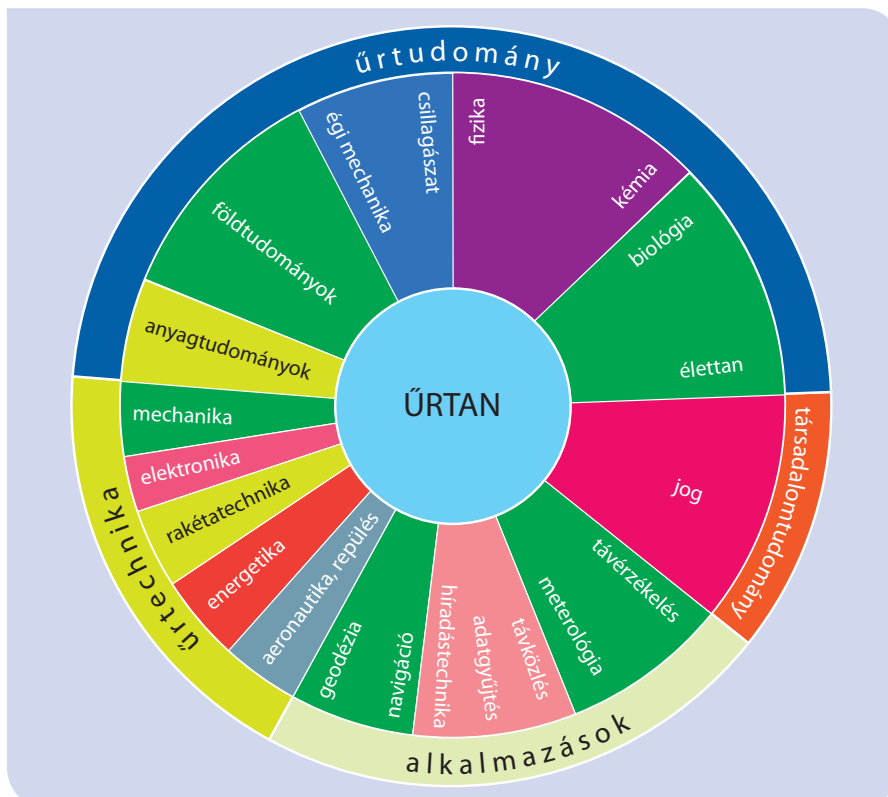 űrtudomány
égi mechanika
csillagászat
fizika
kémia
biológia
élettan
földtudományok
anyagtudományok
ŰRTAN
mechanika
elektronika
rakétatechnika
energetika
aeronautika, repülés
űrtechnika
geodézia
navigáció
híradástechnika
adatgyűjtés
távközlés
meterológia
távérzékelés
alkalmazások
jog
társadalomtudomány